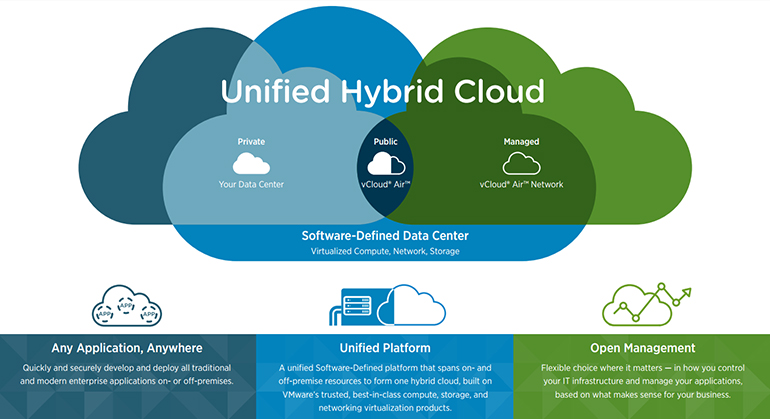 Unified Hybrid Cloud
Private
Your Data Center
Public
vCloud® Air™
Managed
vCloud® Air™ Network
Software-Defined Data Center
Virtualized Compute, Network, Storage
APP APP APP
Any Application, Anywhere
Quickly and securely develop and deploy all traditional
and modern enterprise applications on- or off-premises.
Unified Platform
A unified Software-Defined platform that spans on- and
off-premise resources to form one hybrid cloud, built on
VMware's trusted, best-in-class compute, storage, and
networking virtualization products.
Open Management
Flexible choice where it matters — in how you control
your IT infrastructure and manage your applications,
based on what makes sense for your business.